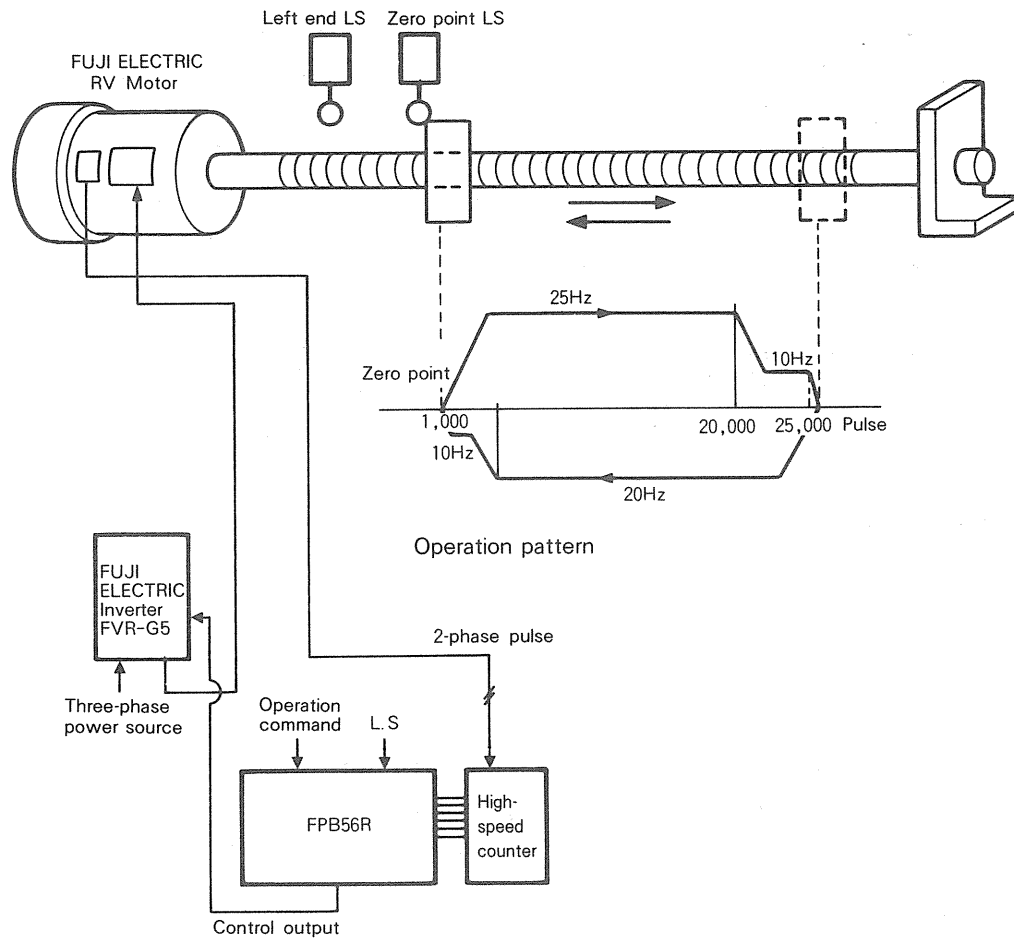 Left end LS
Zero point LS
FUJI ELECTRIC
RV Motor
25Hz
10Hz
Zero point
1,000
20,000
25,000
Pulse
10Hz
20Hz
Operation pattern
FUJI
ELECTRIC
Inverter
FVR-G5
2-phase pulse
Three-phase
power source
Operation
command
L.S
FPB56R
High-
speed
counter
Control output